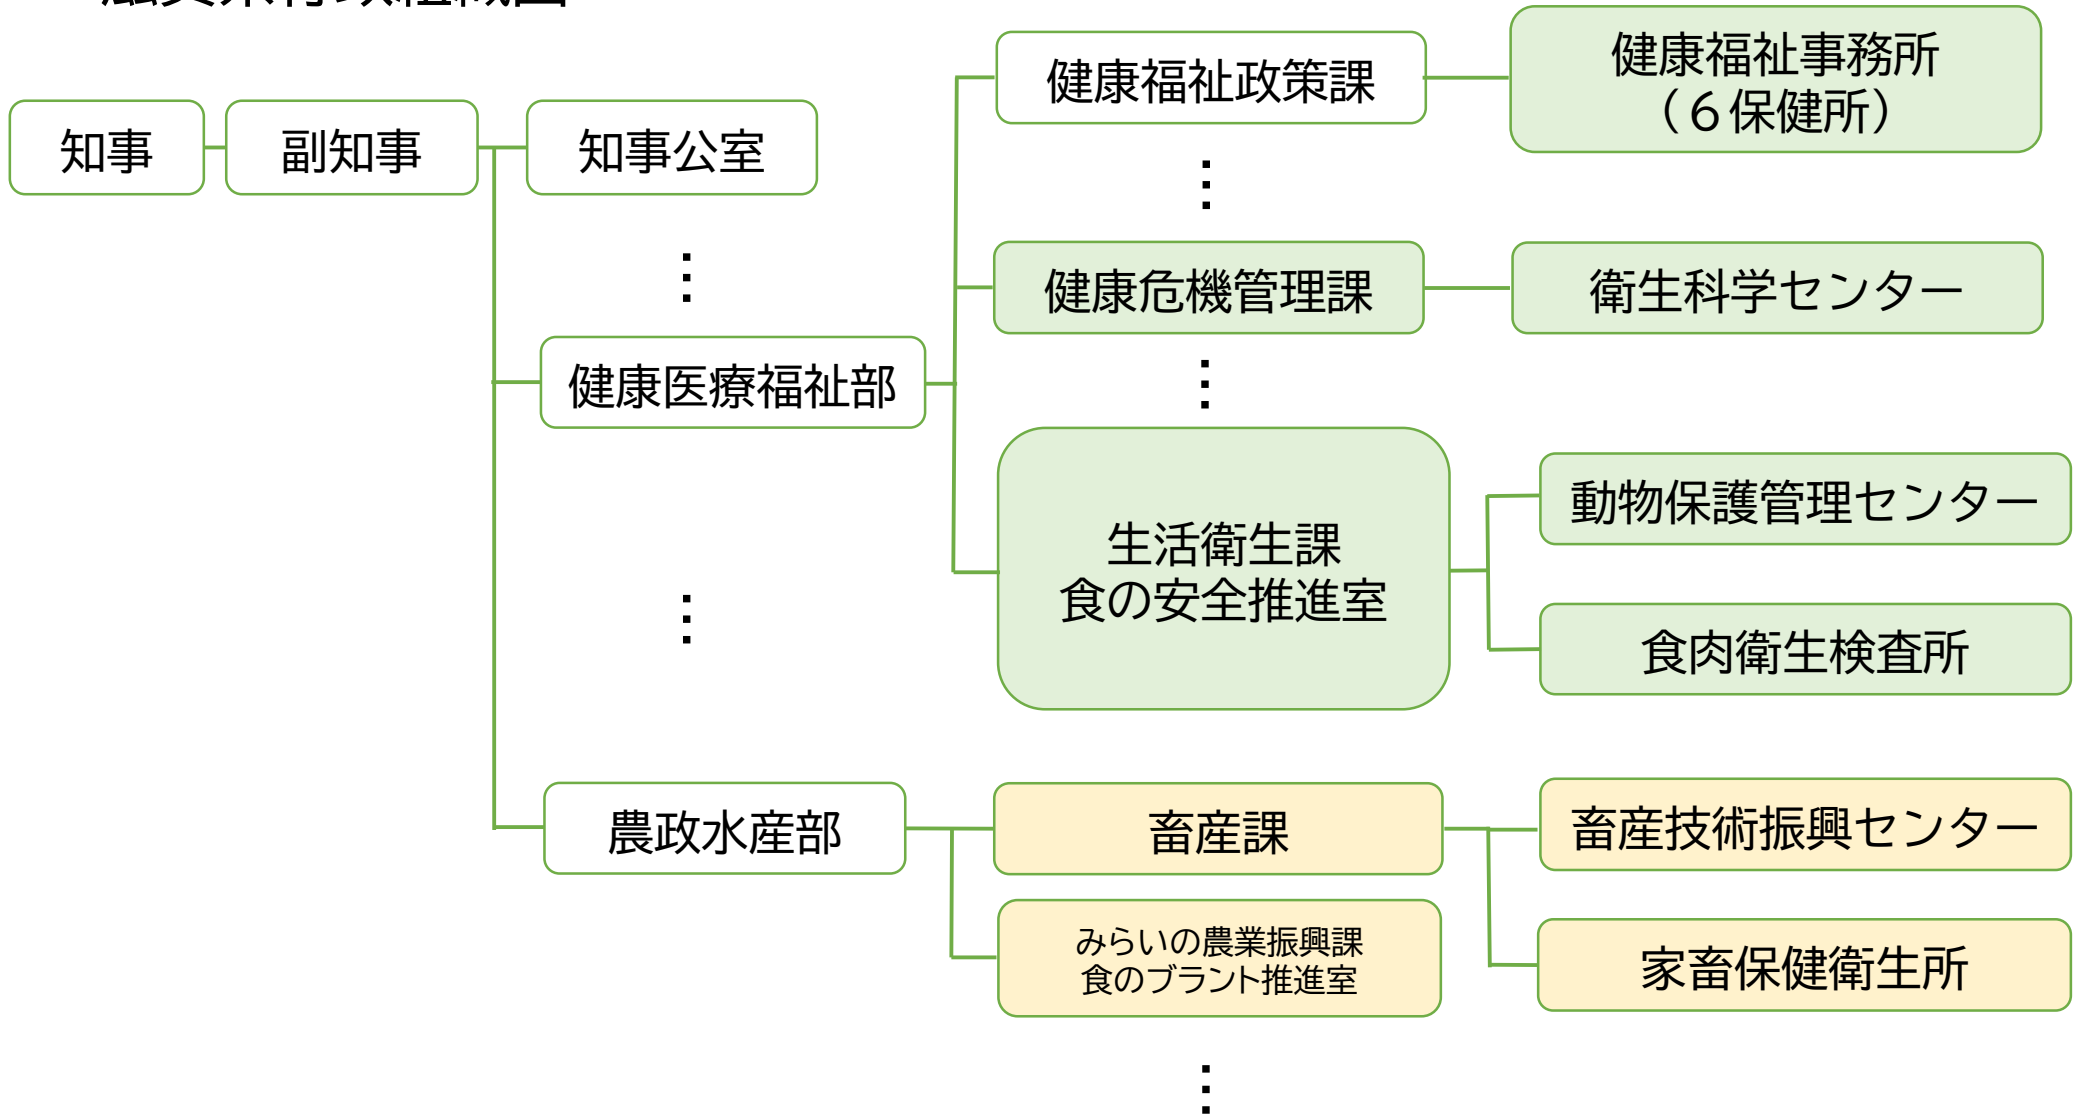 知事
副知事
知事公室
健康医療福祉部
農政水産部
健康福祉政策課
健康危機管理課
生活衛生課
食の安全推進室
畜産課
みらいの農業振興課
食のブラント推進室
健康福祉事務所
（６保健所）
衛生科学センター
動物保護管理センター
食肉衛生検査所
畜産技術振興センター
家畜保健衛生所